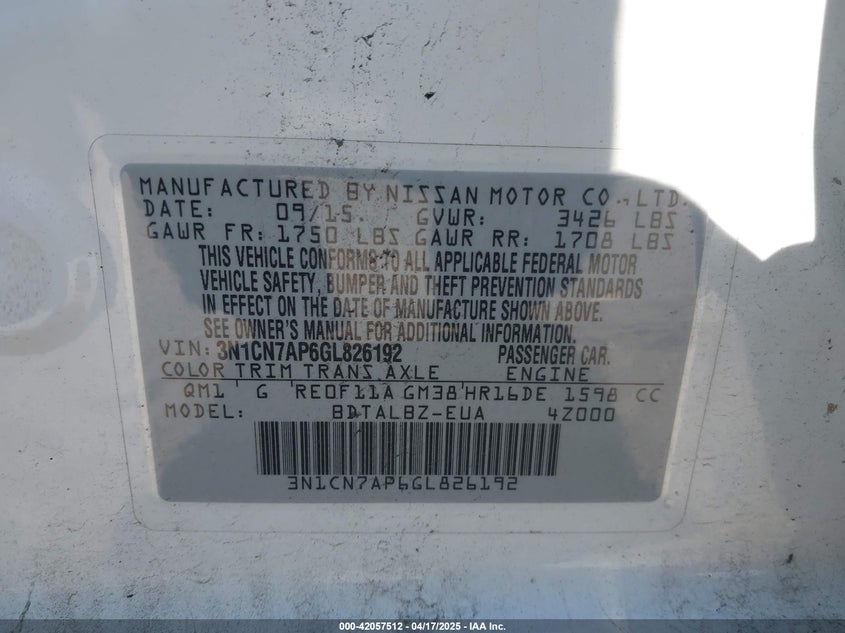 MANUFACTURED BY NISSAN MOTOR CO., LTD.
DATE: 09/15 GVWR: 3426 LBS
GAWR FR: 1750 LBS GAWR RR: 1708 LBS
THIS VEHICLE CONFORMS TO ALL APPLICABLE FEDERAL MOTOR
VEHICLE SAFETY, BUMPER AND THEFT PREVENTION STANDARDS
IN EFFECT ON THE DATE OF MANUFACTURE SHOWN ABOVE.
SEE OWNER'S MANUAL FOR ADDITIONAL INFORMATION.
VIN: 3N1CN7AP6GL826192 PASSENGER CAR.
COLOR TRIM TRANS AXLE ENGINE
QM1 G RE0F11A GM38 HR16DE 1598 CC
MODEL: BDTALBZ-EUA 4Z000
3N1CN7AP6GL826192
000-42057512 - 04/17/2025 - IAA Inc.